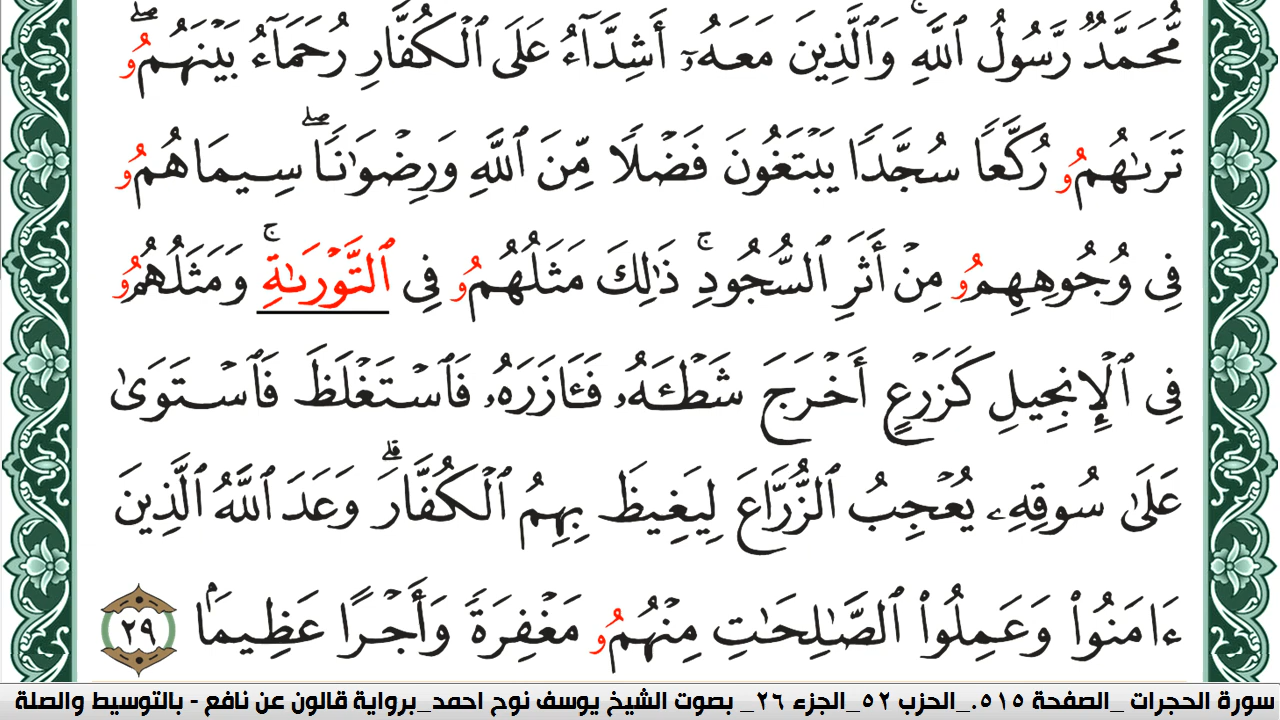 مُّحَمَّدٌ رَّسُولُ ٱللَّهِۚ وَٱلَّذِينَ مَعَهُۥٓ أَشِدَّآءُ عَلَى ٱلۡكُفَّارِ رُحَمَآءُ بَيۡنَهُمُوۖ
تَرَىٰهُمُو رُكَّعٗا سُجَّدٗا يَبۡتَغُونَ فَضۡلٗا مِّنَ ٱللَّهِ وَرِضۡوَٰنٗاۖ سِيمَاهُمُو
فِي وُجُوهِهِمُو مِنۡ أَثَرِ ٱلسُّجُودِۚ ذَٰلِكَ مَثَلُهُمُو فِي ٱلتَّوۡرَىٰةِۚ وَمَثَلُهُمُو
فِي ٱلۡإِنجِيلِ كَزَرۡعٍ أَخۡرَجَ شَطۡـَٔهُۥ فَـَٔازَرَهُۥ فَٱسۡتَغۡلَظَ فَٱسۡتَوَىٰ
عَلَىٰ سُوقِهِۦ يُعۡجِبُ ٱلزُّرَّاعَ لِيَغِيظَ بِهِمُ ٱلۡكُفَّارَۗ وَعَدَ ٱللَّهُ ٱلَّذِينَ
ءَامَنُواْ وَعَمِلُواْ ٱلصَّٰلِحَٰتِ مِنۡهُمُو مَغۡفِرَةٗ وَأَجۡرًا عَظِيمَۢا ٢٩
سورة الحجرات _الصفحة ٥١٥._الحزب ٥٢_الجزء ٢٦_ بصوت الشيخ يوسف نوح احمد_برواية قالون عن نافع - بالتوسيط والصلة